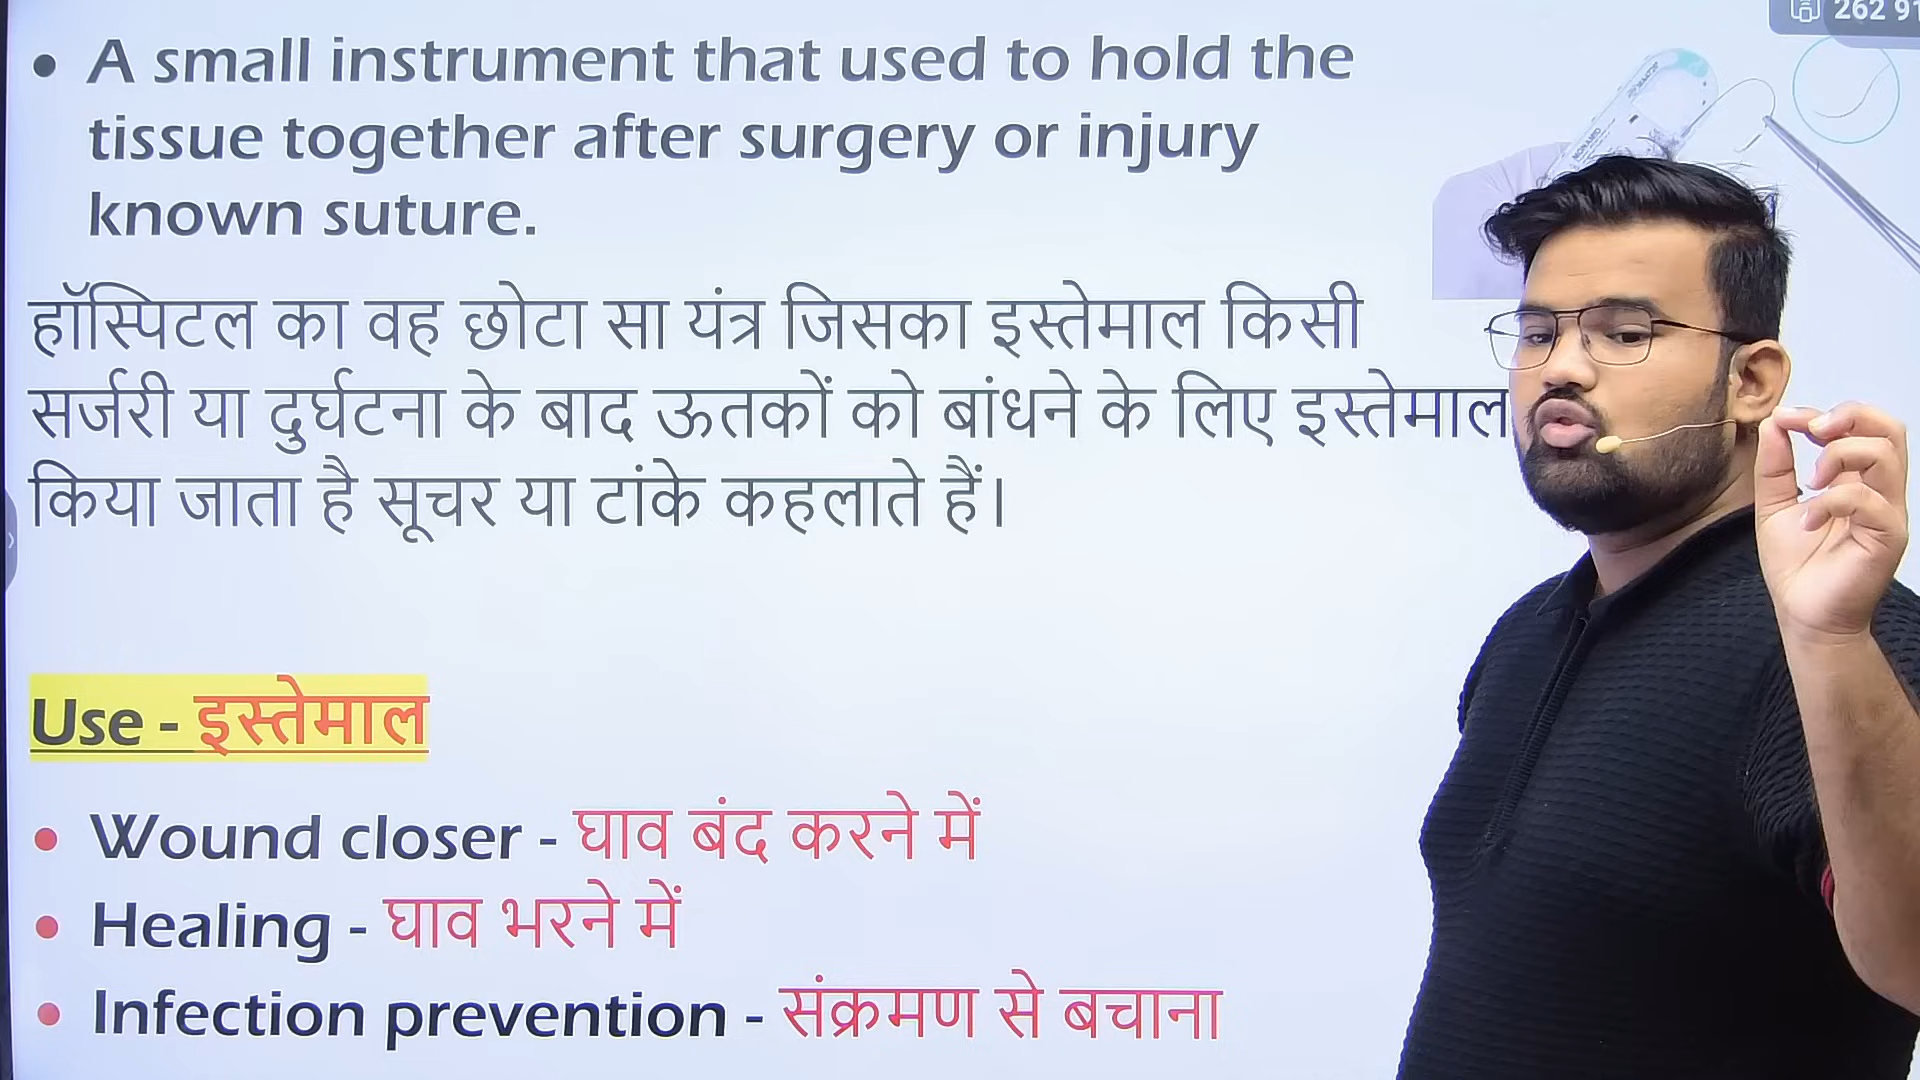 262 91
• A small instrument that used to hold the
tissue together after surgery or injury
known suture.
हॉस्पिटल का वह छोटा सा यंत्र जिसका इस्तेमाल किसी
सर्जरी या दुर्घटना के बाद ऊतकों को बांधने के लिए इस्तेमाल
किया जाता है सूचर या टांके कहलाते हैं।
Use - इस्तेमाल
• Wound closer - घाव बंद करने में
• Healing - घाव भरने में
• Infection prevention - संक्रमण से बचाना